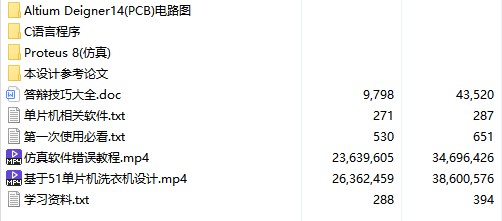 Altium Deigner14(PCB)电路图
C语言程序
Proteus 8(仿真)
本设计参考论文
答辩技巧大全.doc 9,798 43,520
单片机相关软件.txt 271 287
第一次使用必看.txt 530 651
仿真软件错误教程.mp4 23,639,605 34,696,426
基于51单片机洗衣机设计.mp4 26,362,459 38,600,576
学习资料.txt 288 394